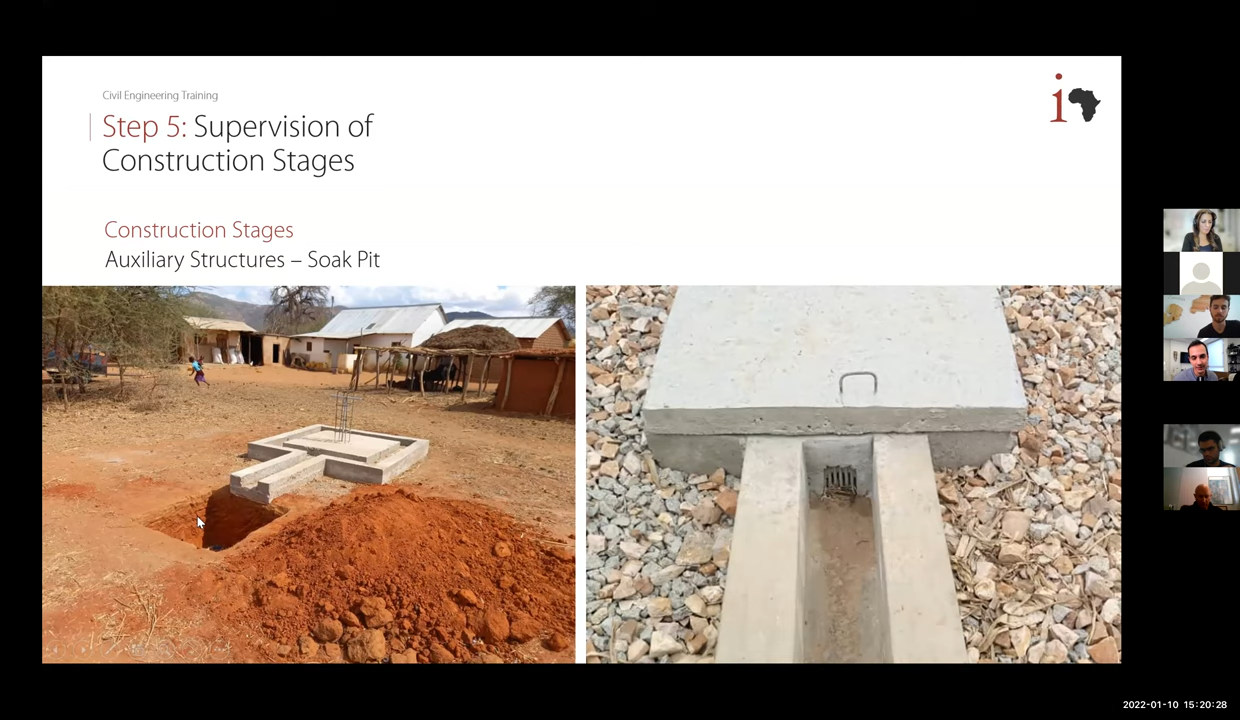 Civil Engineering Training
Step 5: Supervision of
Construction Stages
i
Construction Stages
Auxiliary Structures – Soak Pit
2022-01-10 15:20:28